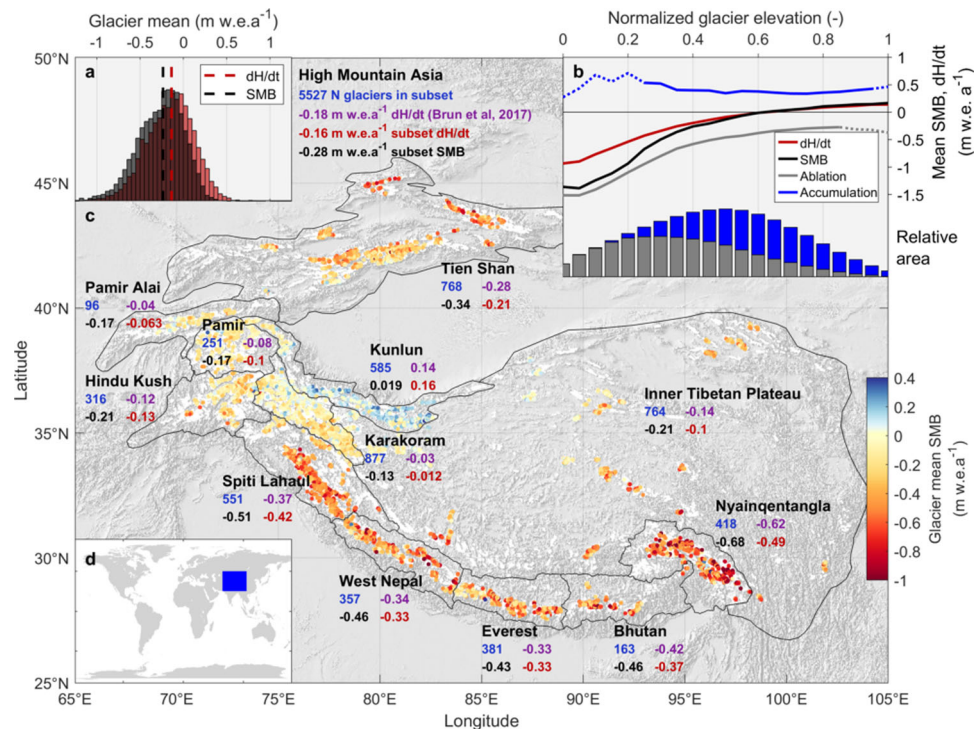 Glacier mean (m w.e.a-1)
-1 -0.5 0 0.5 1
a
dH/dt
SMB
High Mountain Asia
5527 N glaciers in subset
-0.18 m w.e.a-1 dH/dt (Brun et al, 2017)
-0.16 m w.e.a-1 subset dH/dt
-0.28 m w.e.a-1 subset SMB
Normalized glacier elevation (-)
0 0.2 0.4 0.6 0.8 1
b
1
0.5
0
-0.5
-1
-1.5
Mean SMB, dH/dt
(m w.e.a-1)
dH/dt
SMB
Ablation
Accumulation
Relative
area
c
50°N
45°N
40°N
35°N
30°N
25°N
Latitude
Tien Shan
768 -0.28
-0.34 -0.21
Pamir Alai
96 -0.04
-0.17 -0.063
Pamir
251 -0.08
-0.17 -0.1
Kunlun
585 0.14
0.019 0.16
Hindu Kush
316 -0.12
-0.21 -0.13
Inner Tibetan Plateau
764 -0.14
-0.21 -0.1
Karakoram
877 -0.03
-0.13 -0.012
Spiti Lahaul
551 -0.37
-0.51 -0.42
Nyainqentangla
418 -0.62
-0.68 -0.49
West Nepal
357 -0.34
-0.46 -0.33
Everest
381 -0.33
-0.43 -0.33
Bhutan
163 -0.42
-0.46 -0.37
0.4
0.2
0
-0.2
-0.4
-0.6
-0.8
-1
Glacier mean SMB
(m w.e.a-1)
d
65°E 70°E 75°E 80°E 85°E 90°E 95°E 100°E 105°E
Longitude